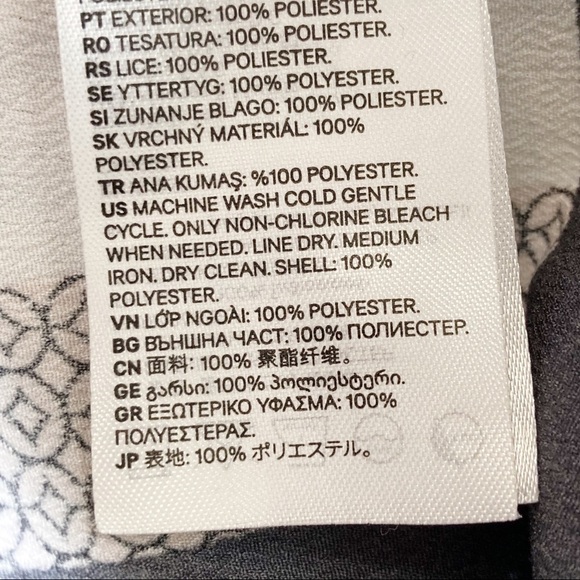 PT EXTERIOR: 100% POLIÉSTER.
RO TESATURA: 100% POLIESTER.
RS LICE: 100% POLIESTER.
SE YTTERTYG: 100% POLYESTER.
SI ZUNANJE BLAGO: 100% POLIESTER.
SK VRCHNÝ MATERIÁL: 100%
POLYESTER.
TR ANA KUMAŞ: %100 POLYESTER.
US MACHINE WASH COLD GENTLE
CYCLE. ONLY NON-CHLORINE BLEACH
WHEN NEEDED. LINE DRY. MEDIUM
IRON. DRY CLEAN. SHELL: 100%
POLYESTER.
VN LỚP NGOÀI: 100% POLYESTER.
BG ВЪНШНА ЧАСТ: 100% ПОЛИЕСТЕР.
CN 面料: 100% 聚酯纤维。
GE გარსი: 100% პოლიესტერი.
GR ΕΞΩΤΕΡΙΚΟ ΥΦΑΣΜΑ: 100%
ΠΟΛΥΕΣΤΕΡΑΣ.
JP 表地: 100% ポリエステル。